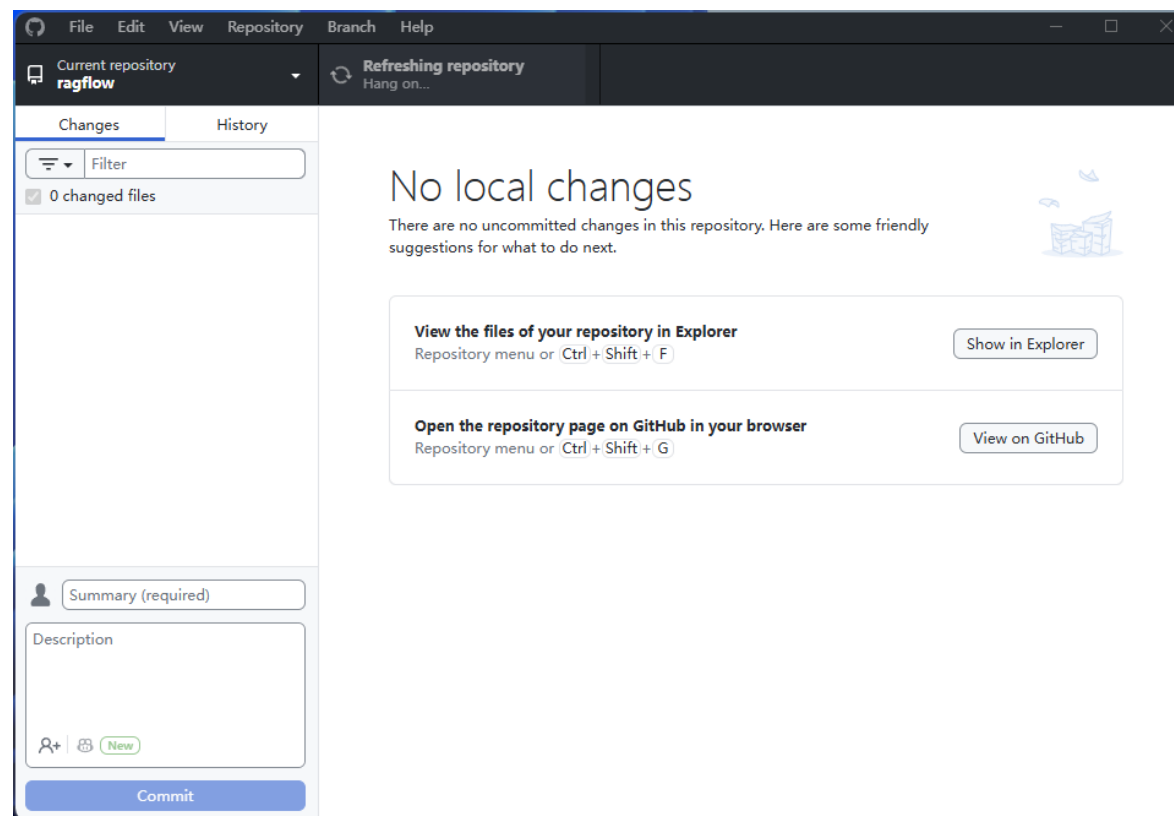 File Edit View Repository Branch Help
Current repository
ragflow
Refreshing repository
Hang on...
Changes History
Filter
0 changed files
No local changes
There are no uncommitted changes in this repository. Here are some friendly
suggestions for what to do next.
View the files of your repository in Explorer
Repository menu or Ctrl + Shift + F
Show in Explorer
Open the repository page on GitHub in your browser
Repository menu or Ctrl + Shift + G
View on GitHub
Summary (required)
Description
New
Commit